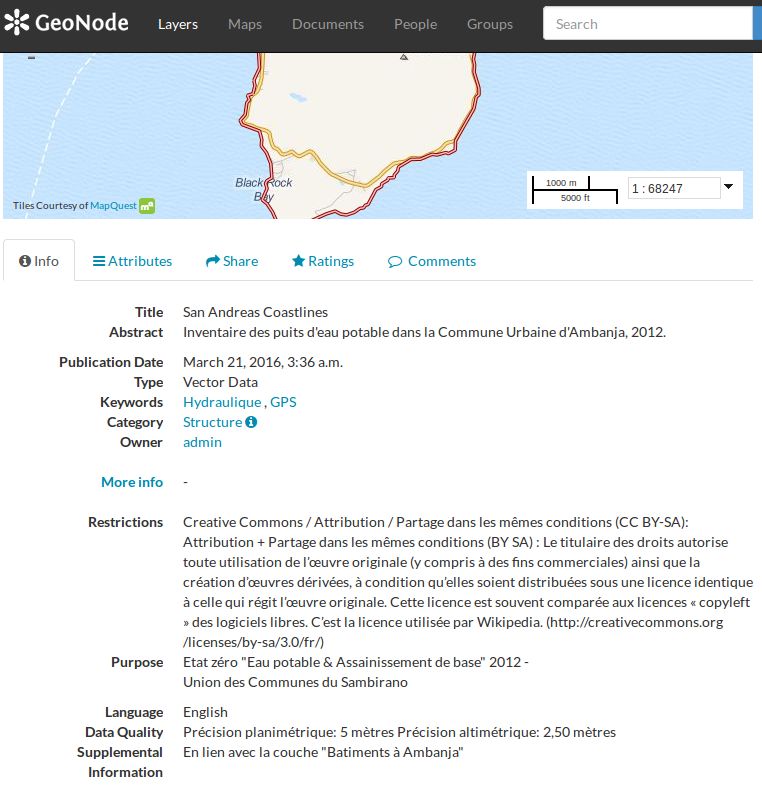 GeoNode Layers Maps Documents People Groups Search
Black Rock
Bay
1000 m
5000 ft
1 : 68247
Tiles Courtesy of MapQuest
Info Attributes Share Ratings Comments
Title San Andreas Coastlines
Abstract Inventaire des puits d'eau potable dans la Commune Urbaine d'Ambanja, 2012.
Publication Date March 21, 2016, 3:36 a.m.
Type Vector Data
Keywords Hydraulique , GPS
Category Structure
Owner admin
More info -
Restrictions Creative Commons / Attribution / Partage dans les mêmes conditions (CC BY-SA):
Attribution + Partage dans les mêmes conditions (BY SA) : Le titulaire des droits autorise
toute utilisation de l’œuvre originale (y compris à des fins commerciales) ainsi que la
création d’œuvres dérivées, à condition qu’elles soient distribuées sous une licence identique
à celle qui régit l’œuvre originale. Cette licence est souvent comparée aux licences « copyleft
» des logiciels libres. C’est la licence utilisée par Wikipedia. (http://creativecommons.org
/licenses/by-sa/3.0/fr/)
Purpose Etat zéro "Eau potable & Assainissement de base" 2012 -
Union des Communes du Sambirano
Language English
Data Quality Précision planimétrique: 5 mètres Précision altimétrique: 2,50 mètres
Supplemental En lien avec la couche "Batiments à Ambanja"
Information